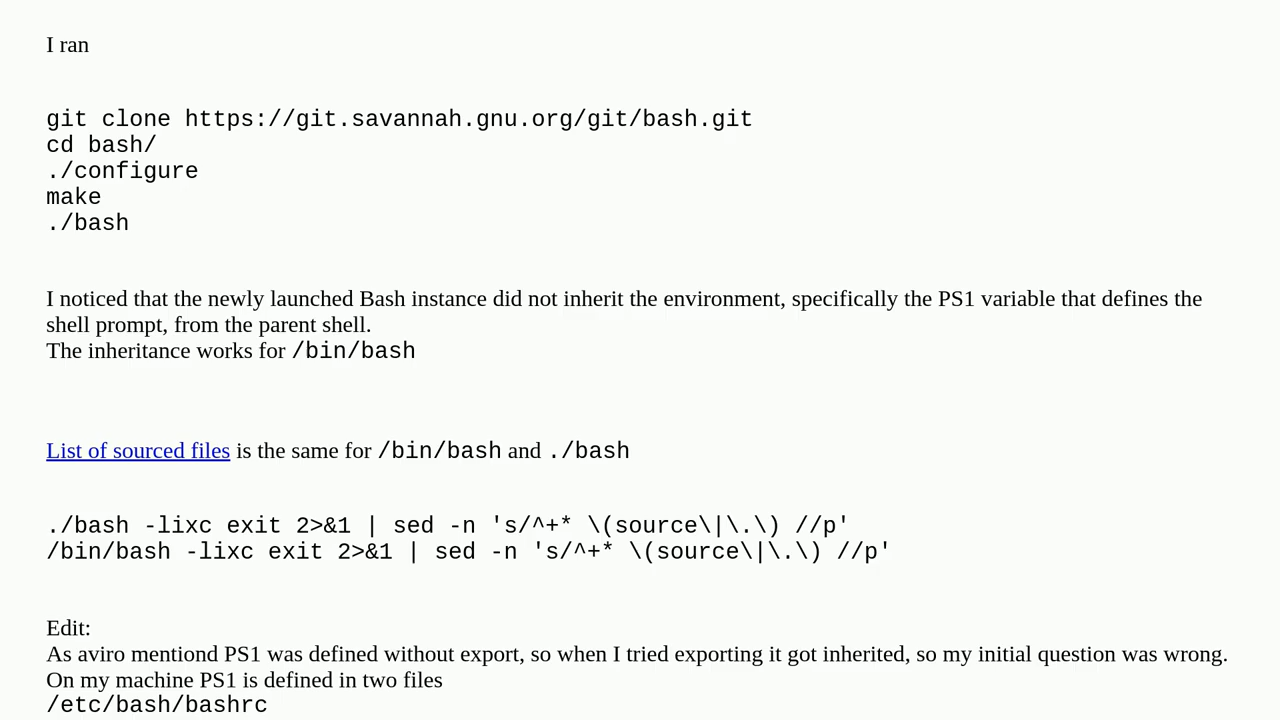 I ran
git clone https://git.savannah.gnu.org/git/bash.git
cd bash/
./configure
make
./bash
I noticed that the newly launched Bash instance did not inherit the environment, specifically the PS1 variable that defines the
shell prompt, from the parent shell.
The inheritance works for /bin/bash
List of sourced files is the same for /bin/bash and ./bash
./bash -lixc exit 2>&1 | sed -n 's/^+* \(source\|\.\) //p'
/bin/bash -lixc exit 2>&1 | sed -n 's/^+* \(source\|\.\) //p'
Edit:
As aviro mentiond PS1 was defined without export, so when I tried exporting it got inherited, so my initial question was wrong.
On my machine PS1 is defined in two files
/etc/bash/bashrc